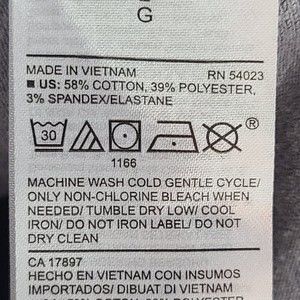 G
MADE IN VIETNAM RN 54023
■ US: 58% COTTON, 39% POLYESTER,
3% SPANDEX/ELASTANE
30
®
1166
MACHINE WASH COLD GENTLE CYCLE/
ONLY NON-CHLORINE BLEACH WHEN
NEEDED/ TUMBLE DRY LOW/ COOL
IRON/ DO NOT IRON LABEL/ DO NOT
DRY CLEAN
CA 17897
HECHO EN VIETNAM CON INSUMOS
IMPORTADOS/ DIBUAT DI VIETNAM